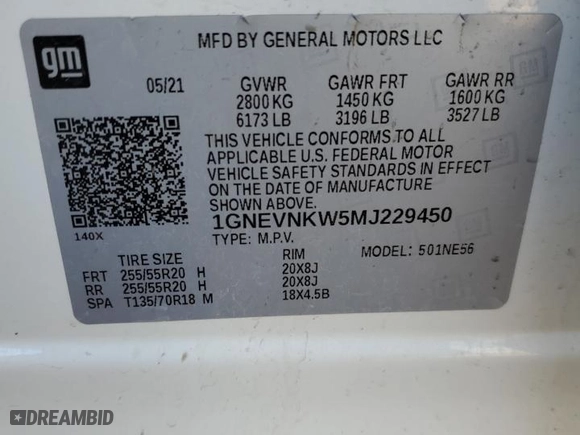 gm
MFD BY GENERAL MOTORS LLC
05/21 GVWR GAWR FRT GAWR RR
2800 KG 1450 KG 1600 KG
6173 LB 3196 LB 3527 LB
THIS VEHICLE CONFORMS TO ALL
APPLICABLE U.S. FEDERAL MOTOR
VEHICLE SAFETY STANDARDS IN EFFECT
ON THE DATE OF MANUFACTURE
SHOWN ABOVE.
140X
1GNEVNKW5MJ229450
TYPE: M.P.V. MODEL: 501NE56
TIRE SIZE RIM
FRT 255/55R20 H 20X8J
RR 255/55R20 H 20X8J
SPA T135/70R18 M 18X4.5B
DREAMBID